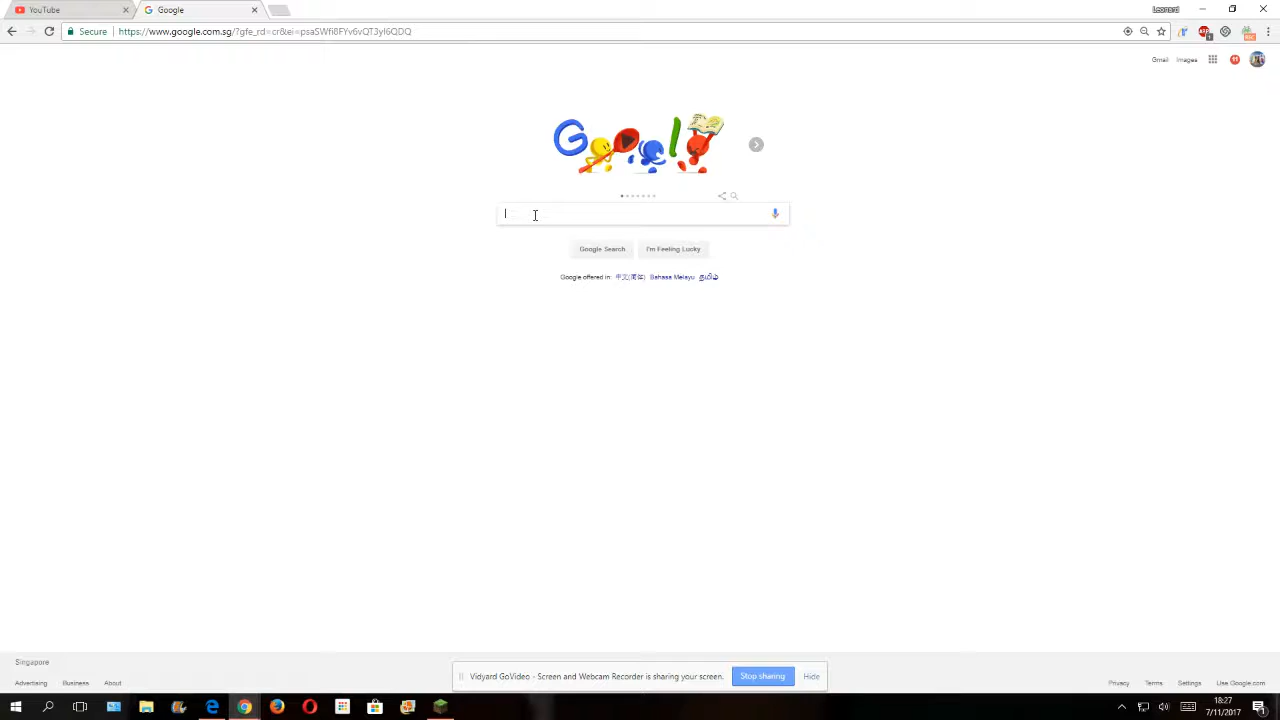 YouTube
Google
Leonard
Secure
https://www.google.com.sg/?gfe_rd=cr&ei=psaSWfi8FYv6vQT3yI6QDQ
Gmail Images 11
Google Search I'm Feeling Lucky
Google offered in: 中文(简体) Bahasa Melayu தமிழ்
Singapore
Advertising Business About
Vidyard GoVideo - Screen and Webcam Recorder is sharing your screen. Stop sharing Hide
Privacy Terms Settings Use Google.com
18:27
7/11/2017